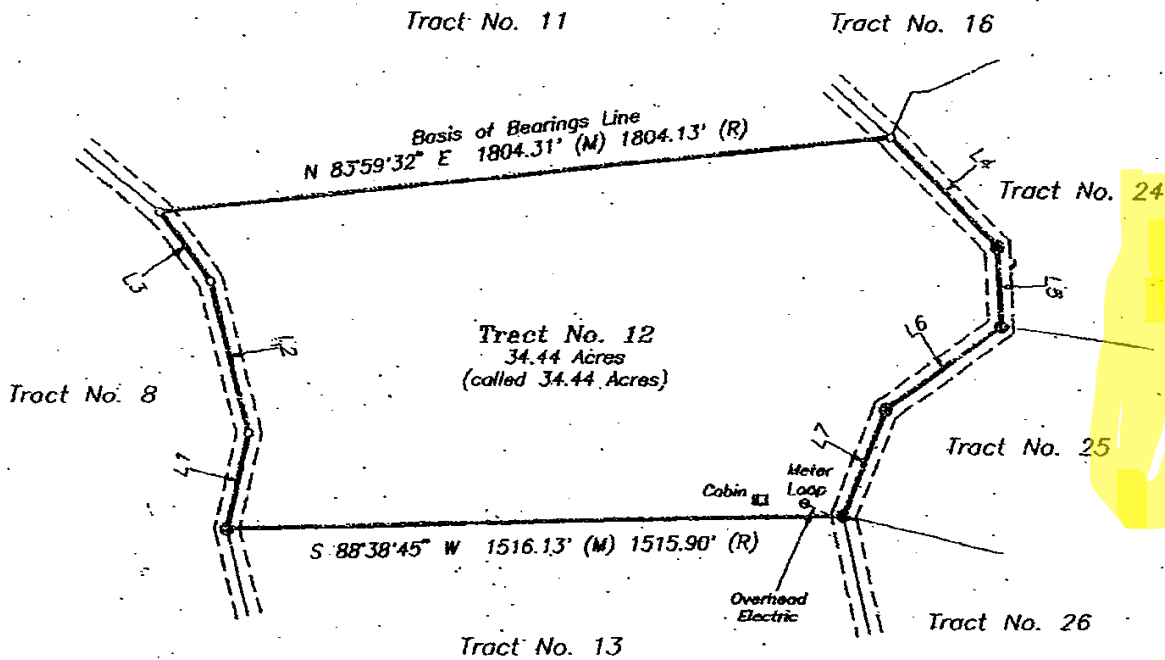 Tract No. 11
Tract No. 16
Basis of Bearings Line
N 83°59'32" E 1804.31' (M) 1804.13' (R)
L4
Tract No. 24
L3
L5
L2
L6
Tract No. 12
34.44 Acres
(called 34.44 Acres)
Tract No. 8
L7
Tract No. 25
L1
Meter
Loop
Cabin
S 88°38'45" W 1516.13' (M) 1515.90' (R)
Overhead
Electric
Tract No. 26
Tract No. 13